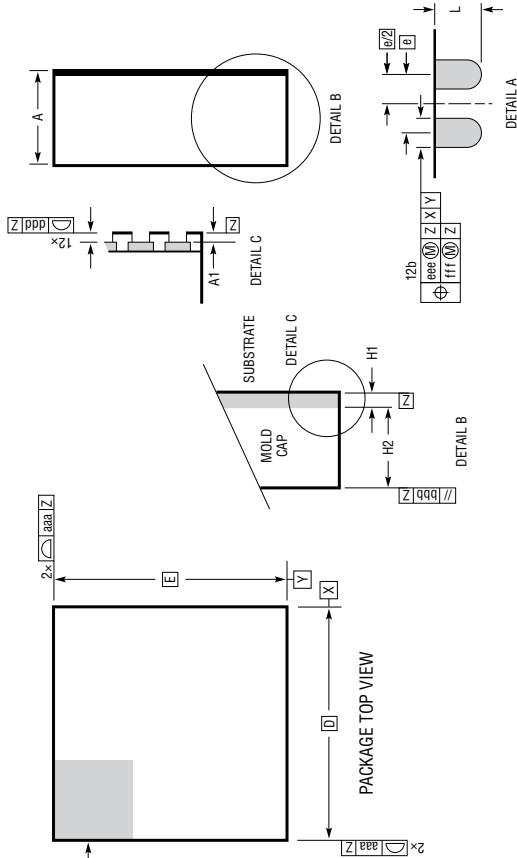 2× ⌓ aaa Z
E
Y
X
D
PACKAGE TOP VIEW
2× ⌓ aaa Z
SUBSTRATE
DETAIL C
MOLD
CAP
H1
H2
Z
// bbb Z
DETAIL B
12× ⌓ ddd Z
Z
A1
DETAIL C
A
DETAIL B
e/2
e
L
12b
⌖ eee Ⓜ Z X Y
fff Ⓜ Z
DETAIL A